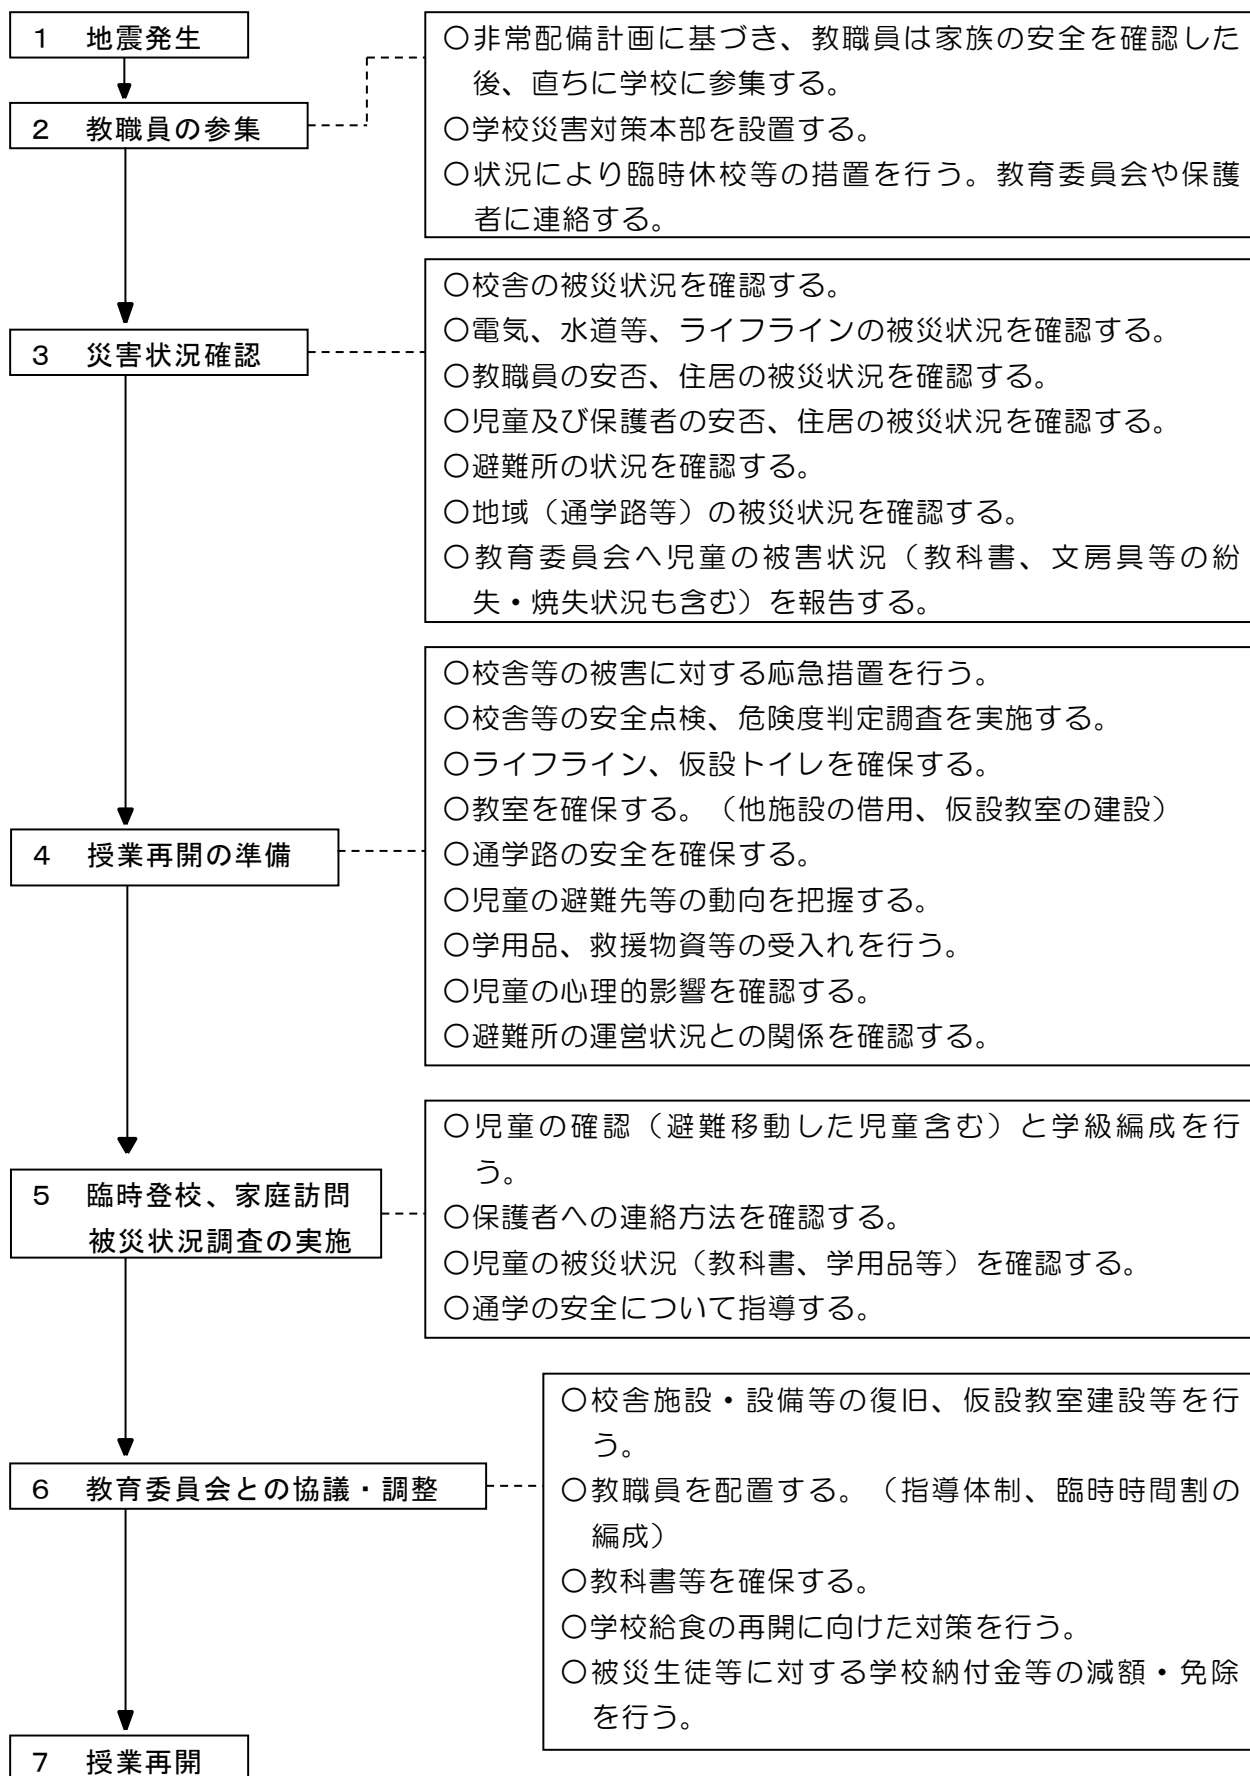 1 地震発生
2 教職員の参集
〇非常配備計画に基づき、教職員は家族の安全を確認した
後、直ちに学校に参集する。
〇学校災害対策本部を設置する。
〇状況により臨時休校等の措置を行う。教育委員会や保護
者に連絡する。
3 災害状況確認
〇校舎の被災状況を確認する。
〇電気、水道等、ライフラインの被災状況を確認する。
〇教職員の安否、住居の被災状況を確認する。
〇児童及び保護者の安否、住居の被災状況を確認する。
〇避難所の状況を確認する。
〇地域（通学路等）の被災状況を確認する。
〇教育委員会へ児童の被害状況（教科書、文房具等の紛
失・焼失状況も含む）を報告する。
4 授業再開の準備
〇校舎等の被害に対する応急措置を行う。
〇校舎等の安全点検、危険度判定調査を実施する。
〇ライフライン、仮設トイレを確保する。
〇教室を確保する。（他施設の借用、仮設教室の建設）
〇通学路の安全を確保する。
〇児童の避難先等の動向を把握する。
〇学用品、救援物資等の受入れを行う。
〇児童の心理的影響を確認する。
〇避難所の運営状況との関係を確認する。
5 臨時登校、家庭訪問
被災状況調査の実施
〇児童の確認（避難移動した児童含む）と学級編成を行
う。
〇保護者への連絡方法を確認する。
〇児童の被災状況（教科書、学用品等）を確認する。
〇通学の安全について指導する。
6 教育委員会との協議・調整
〇校舎施設・設備等の復旧、仮設教室建設等を行
う。
〇教職員を配置する。（指導体制、臨時時間割の
編成）
〇教科書等を確保する。
〇学校給食の再開に向けた対策を行う。
〇被災生徒等に対する学校納付金等の減額・免除
を行う。
7 授業再開